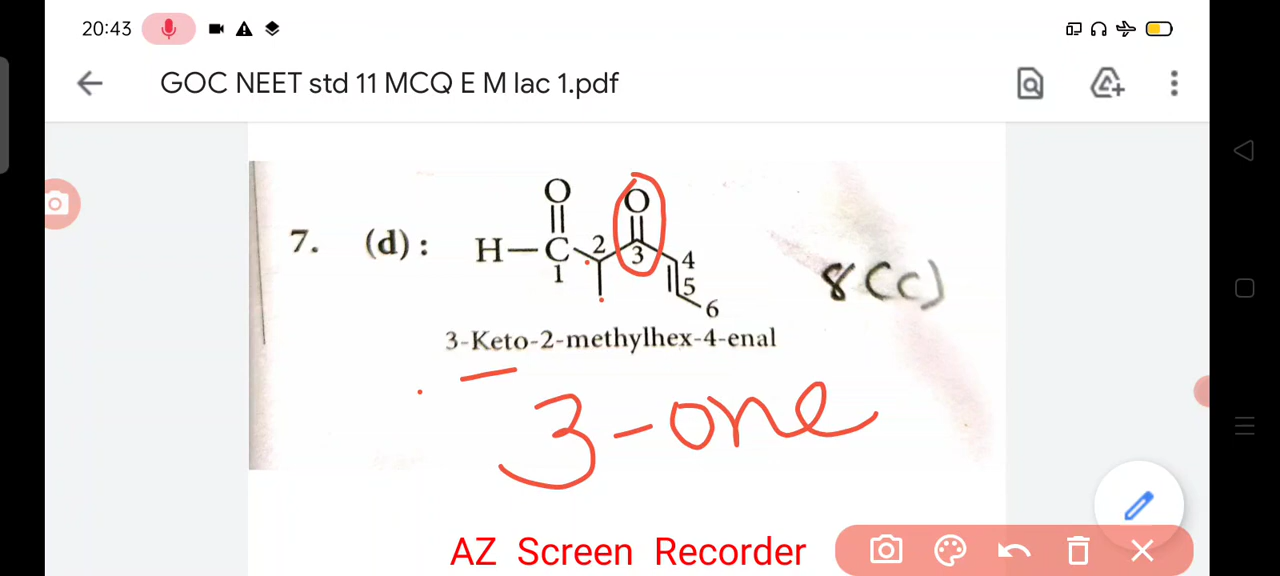 20:43
GOC NEET std 11 MCQ E M lac 1.pdf
O O
7. (d) : H–C 2 3 4
1 5
6
8(c)
3-Keto-2-methylhex-4-enal
3-one
AZ Screen Recorder